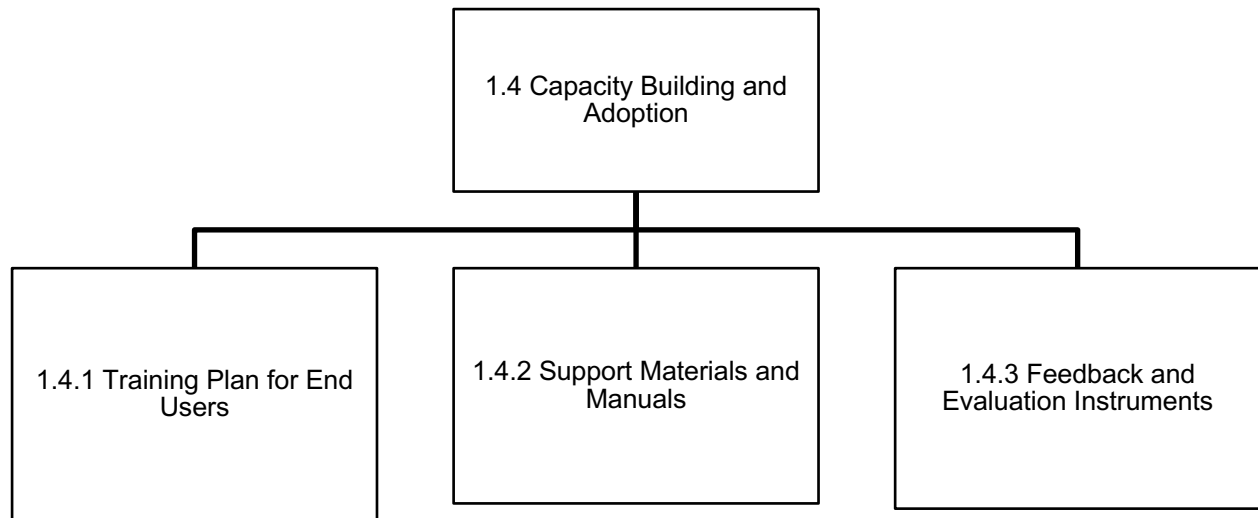 1.4 Capacity Building and
Adoption
1.4.1 Training Plan for End
Users
1.4.2 Support Materials and
Manuals
1.4.3 Feedback and
Evaluation Instruments